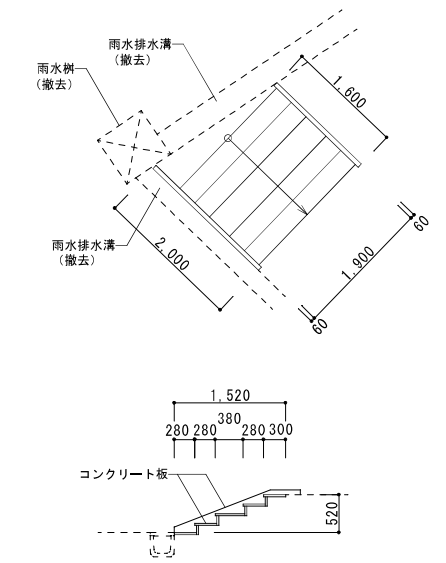 雨水排水溝
(撤去)
雨水桝
(撤去)
1,600
雨水排水溝
(撤去)
2,000
1,900
60
60
1,520
380
280 280 280 300
コンクリート板
520